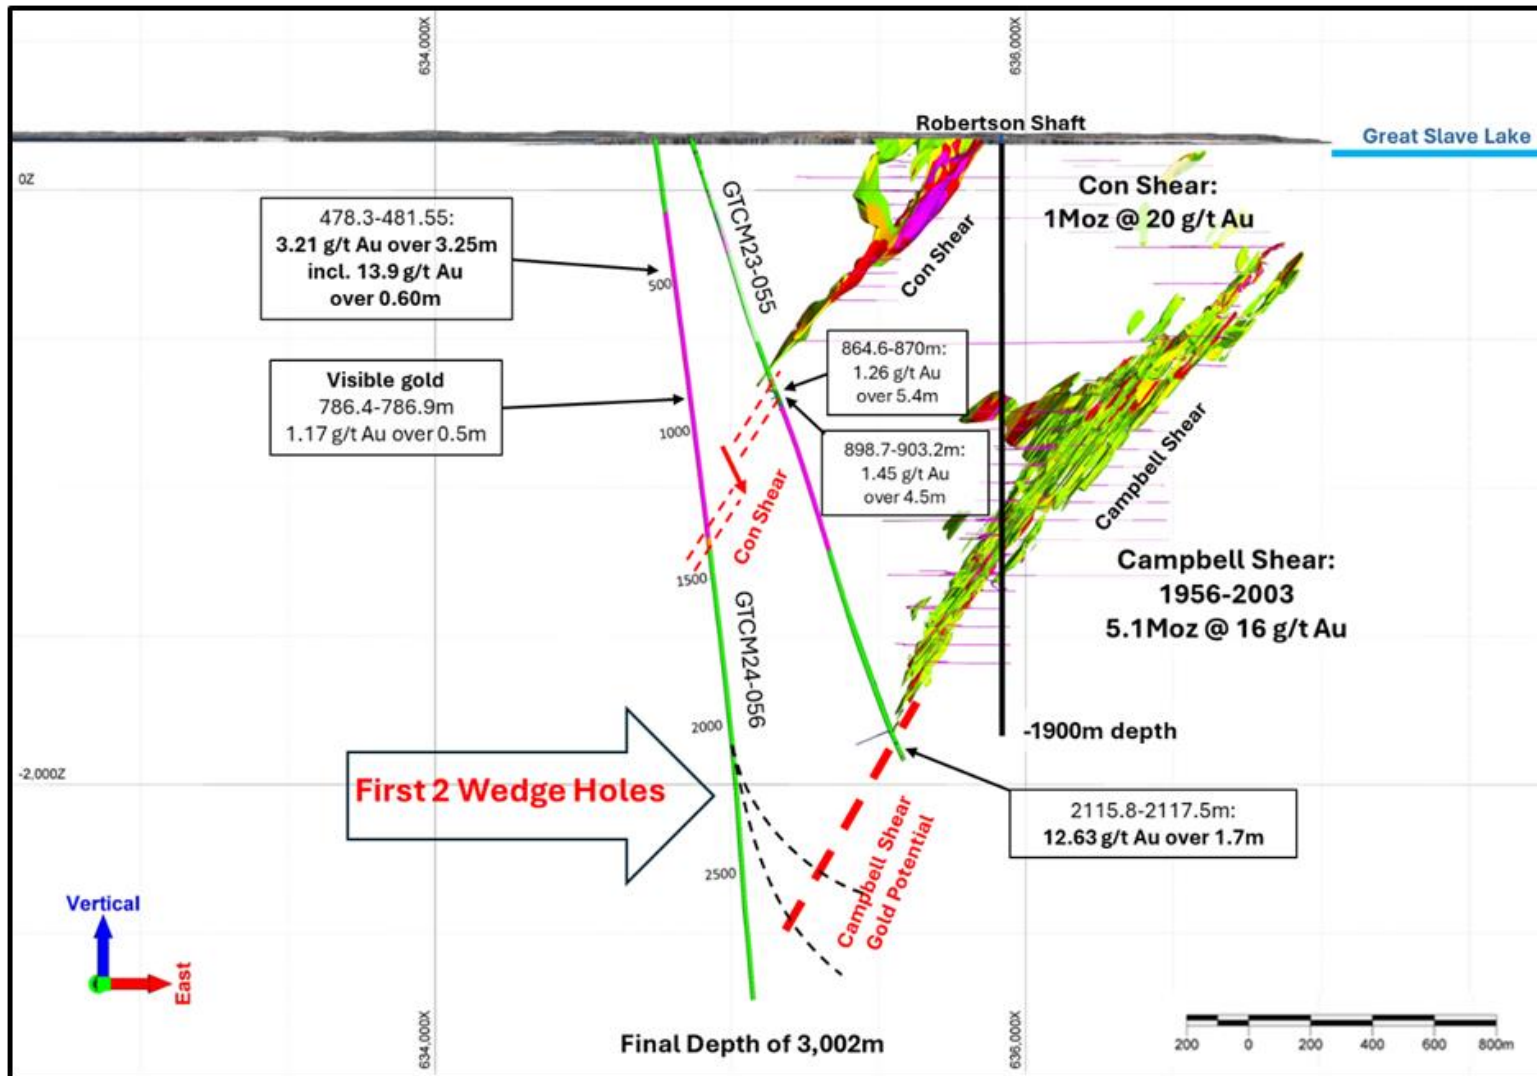 634,000X
636,000X
Robertson Shaft
Great Slave Lake
0Z
Con Shear:
1Moz @ 20 g/t Au
478.3-481.55:
3.21 g/t Au over 3.25m
incl. 13.9 g/t Au
over 0.60m
500
GTCM23-055
Con Shear
Visible gold
786.4-786.9m
1.17 g/t Au over 0.5m
864.6-870m:
1.26 g/t Au
over 5.4m
1000
898.7-903.2m:
1.45 g/t Au
over 4.5m
Con Shear
Campbell Shear
1500
Campbell Shear:
1956-2003
5.1Moz @ 16 g/t Au
GTCM24-056
2000
-1900m depth
-2,000Z
First 2 Wedge Holes
2115.8-2117.5m:
12.63 g/t Au over 1.7m
2500
Campbell Shear
Gold Potential
Vertical
East
634,000X
636,000X
Final Depth of 3,002m
200 0 200 400 600 800m